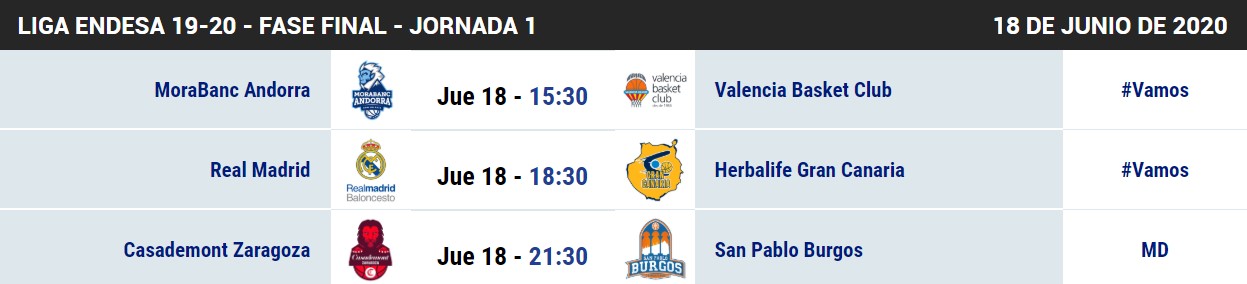 LIGA ENDESA 19-20 - FASE FINAL - JORNADA 1 18 DE JUNIO DE 2020
MoraBanc Andorra MORABANC ANDORRA Jue 18 - 15:30 valencia basket club Valencia Basket Club #Vamos
Real Madrid Realmadrid Baloncesto Jue 18 - 18:30 GRAN CANARIA Herbalife Gran Canaria #Vamos
Casademont Zaragoza Casademont ZARAGOZA Jue 18 - 21:30 SAN PABLO BURGOS San Pablo Burgos MD